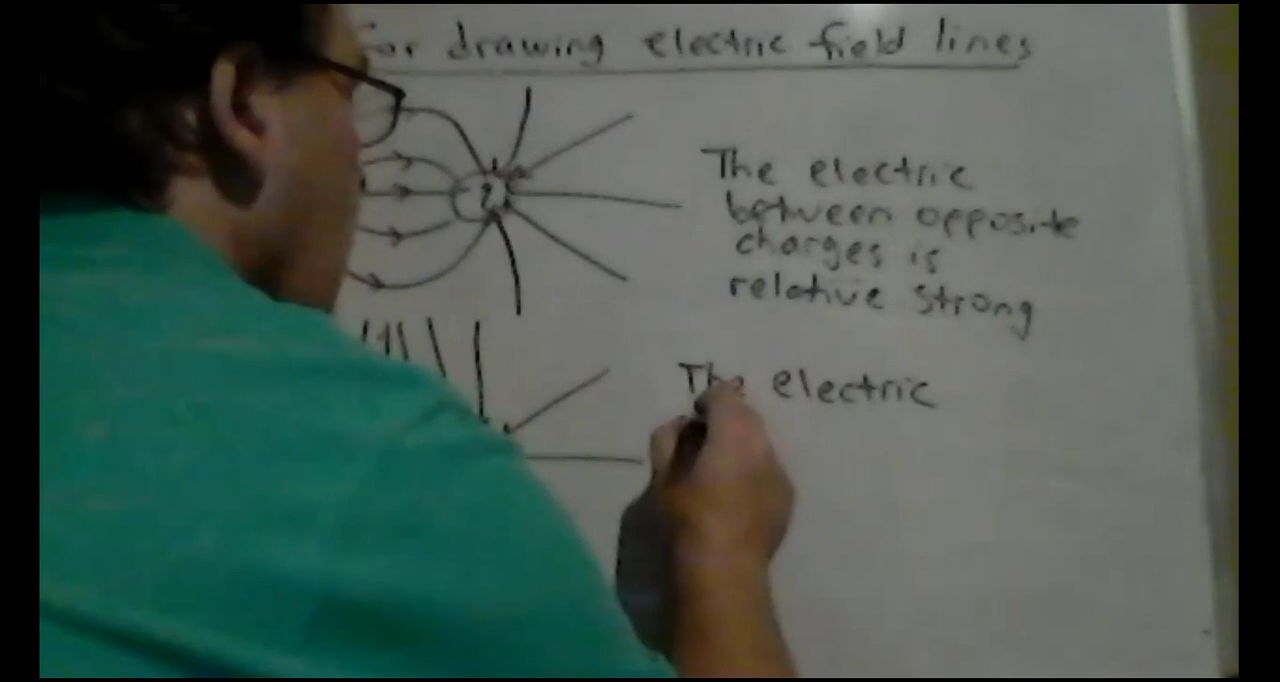 for drawing electric field lines
The electric
between opposite
charges is
relative strong
The electric